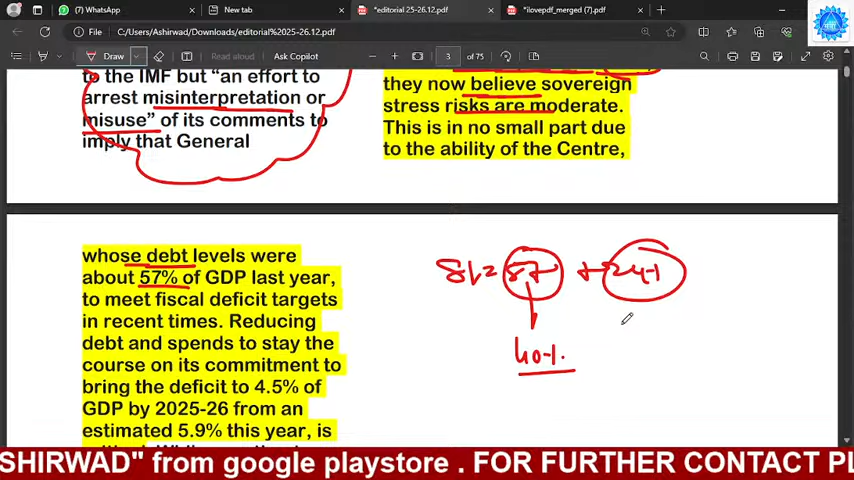 (7) WhatsApp
New tab
*editorial 25-26.12.pdf
*ilovepdf_merged (7).pdf
File
C:/Users/Ashirwad/Downloads/editorial%2025-26.12.pdf
Draw
Read aloud
Ask Copilot
3
of 75
to the IMF but “an effort to
arrest misinterpretation or
misuse” of its comments to
imply that General
they now believe sovereign
stress risks are moderate.
This is in no small part due
to the ability of the Centre,
whose debt levels were
about 57% of GDP last year,
to meet fiscal deficit targets
in recent times. Reducing
debt and spends to stay the
course on its commitment to
bring the deficit to 4.5% of
GDP by 2025-26 from an
estimated 5.9% this year, is
81= 57 + 24%
40%.
SHIRWAD" from google playstore . FOR FURTHER CONTACT PL